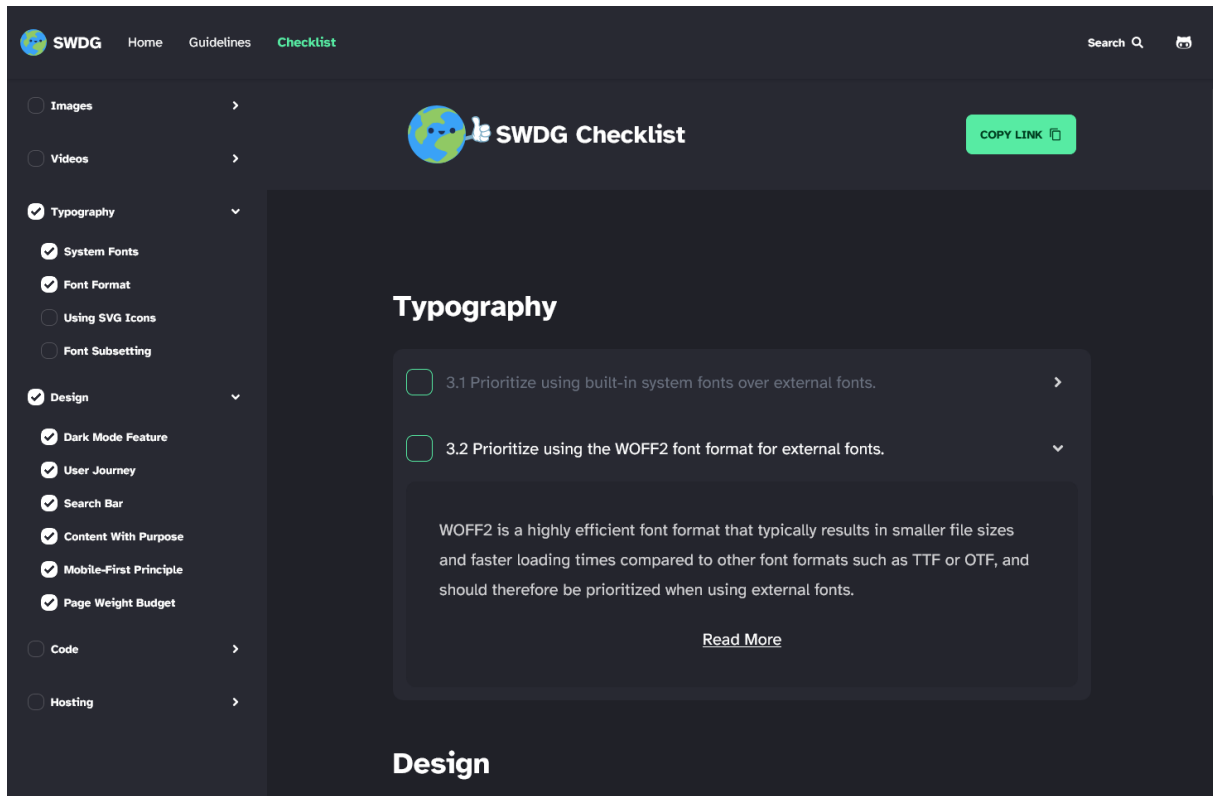 SWDG
Home
Guidelines
Checklist
Search
Images
Videos
Typography
System Fonts
Font Format
Using SVG Icons
Font Subsetting
Design
Dark Mode Feature
User Journey
Search Bar
Content With Purpose
Mobile-First Principle
Page Weight Budget
Code
Hosting
SWDG Checklist
COPY LINK
Typography
3.1 Prioritize using built-in system fonts over external fonts.
3.2 Prioritize using the WOFF2 font format for external fonts.
WOFF2 is a highly efficient font format that typically results in smaller file sizes
and faster loading times compared to other font formats such as TTF or OTF, and
should therefore be prioritized when using external fonts.
Read More
Design